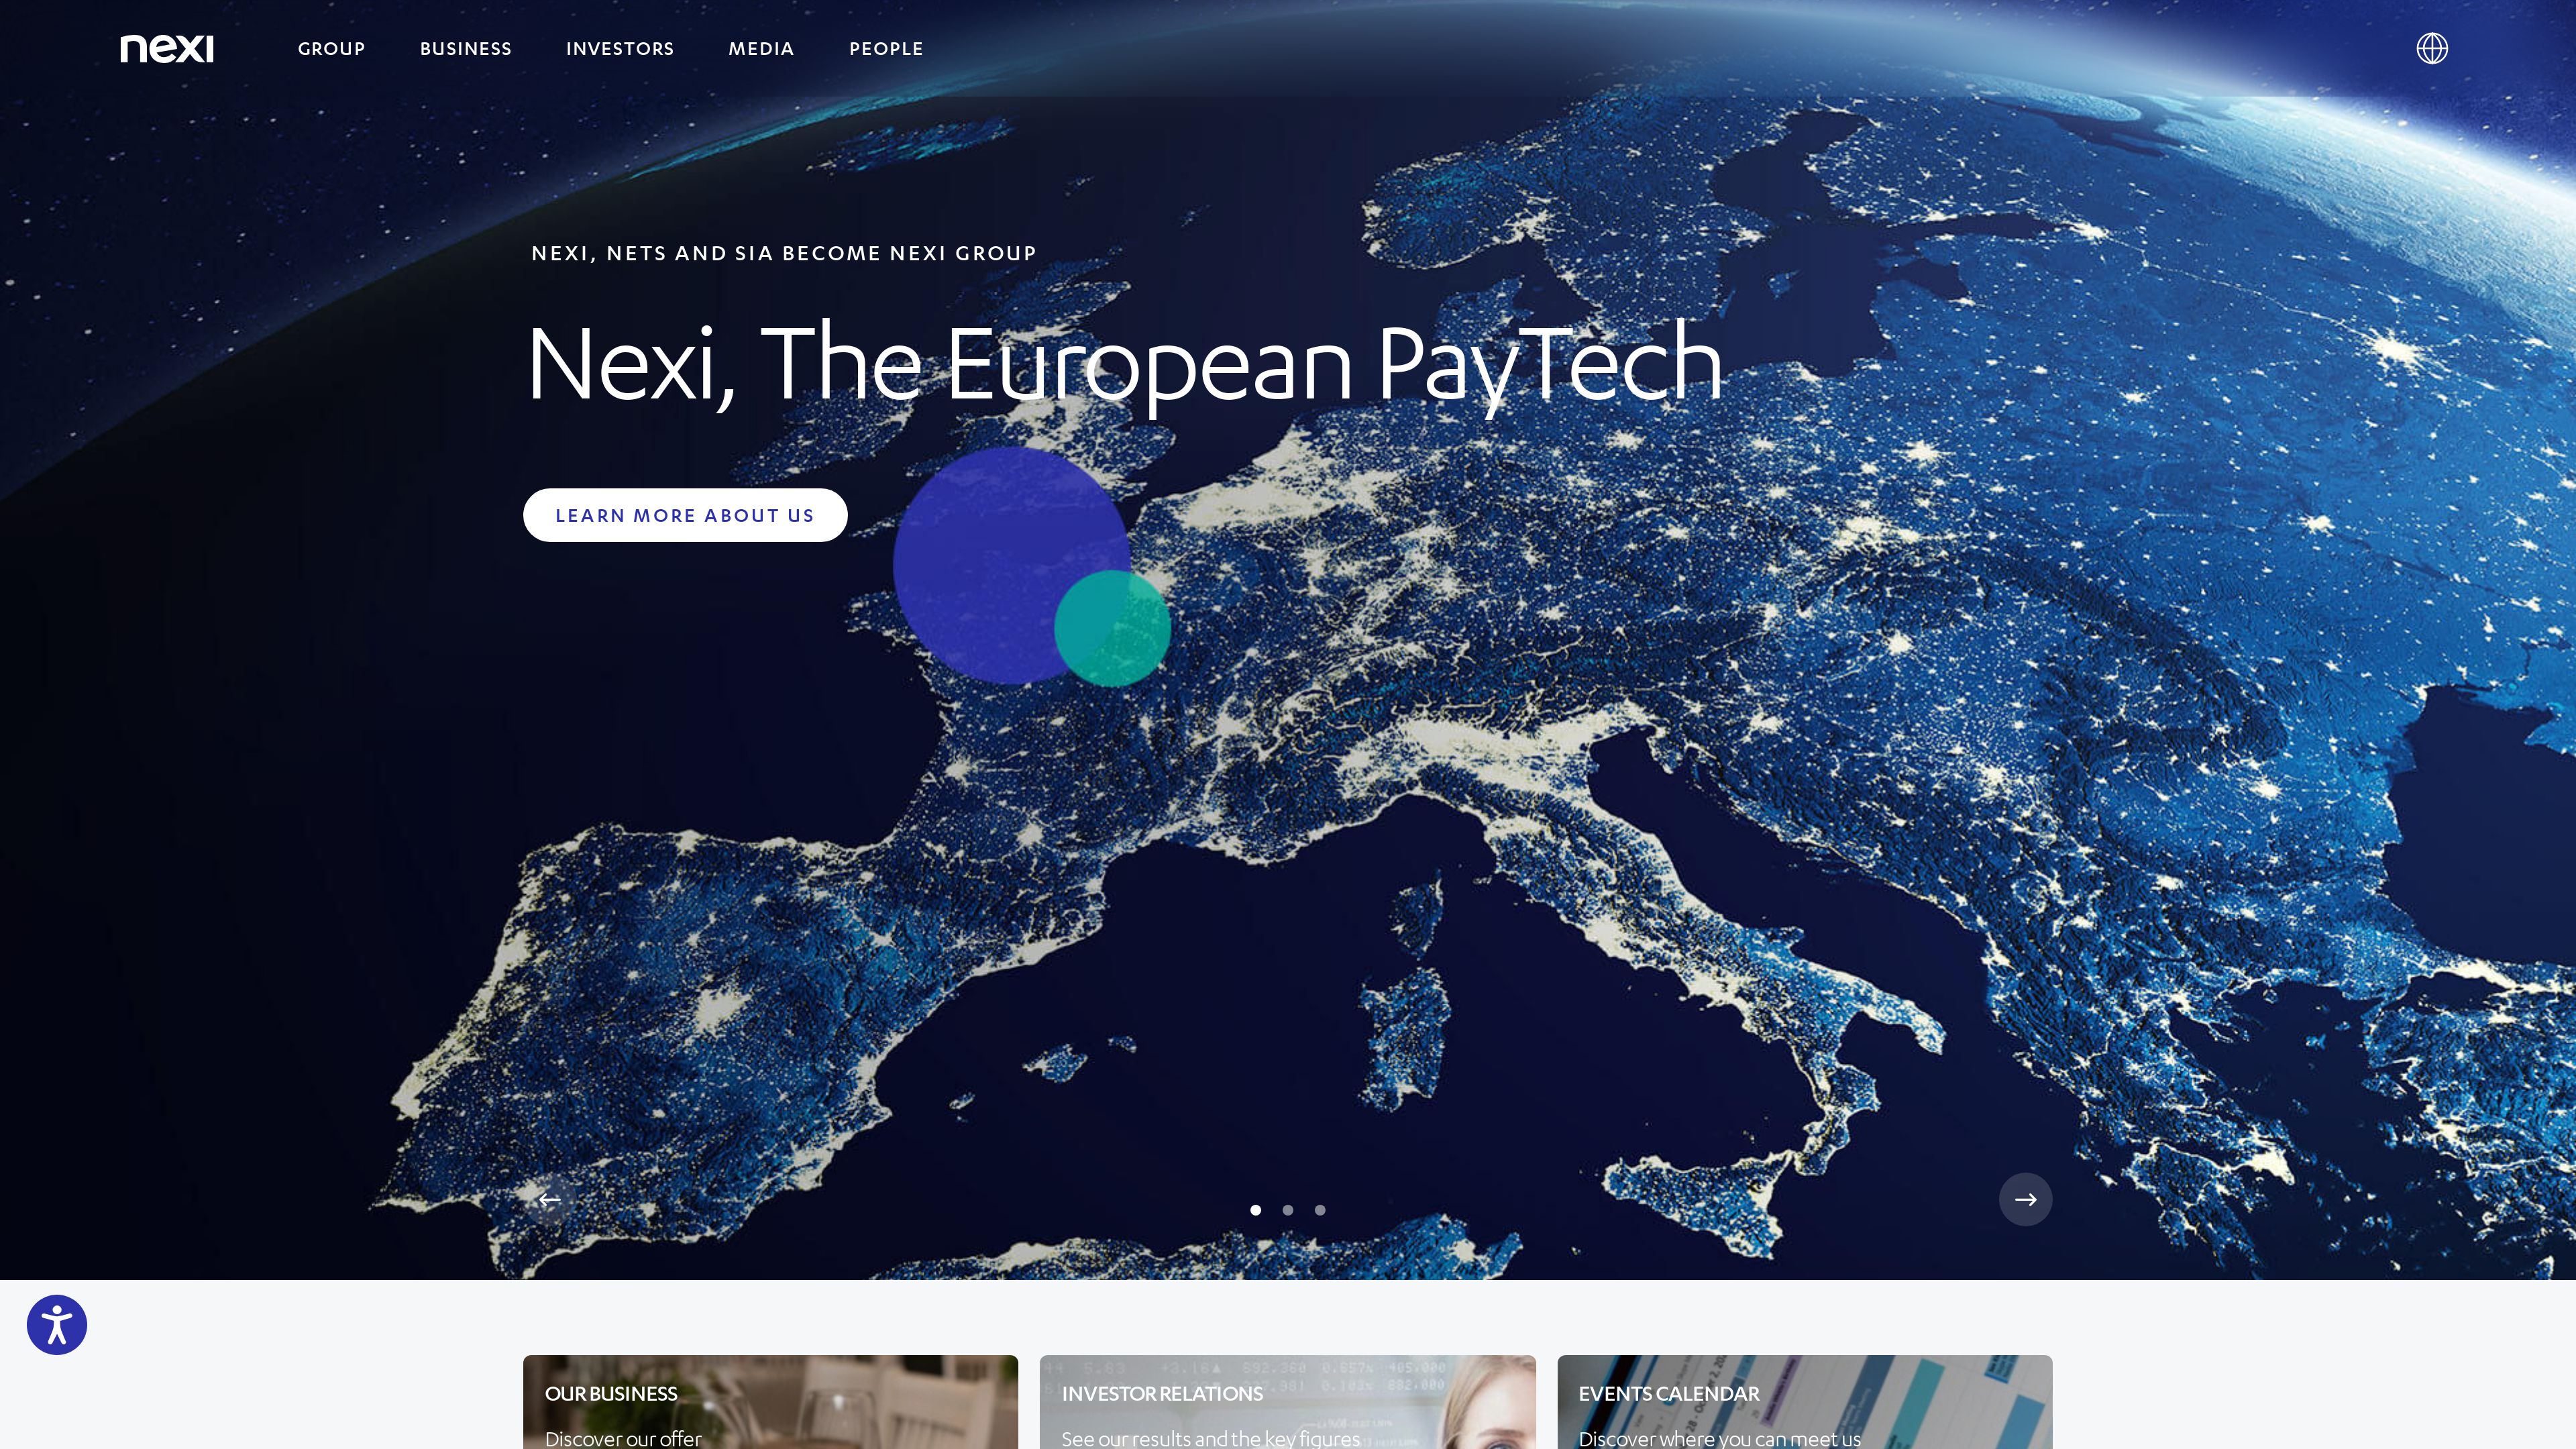 nexi
GROUP
BUSINESS
INVESTORS
MEDIA
PEOPLE
NEXI, NETS AND SIA BECOME NEXI GROUP
Nexi, The European PayTech
LEARN MORE ABOUT US
OUR BUSINESS
Discover our offer
INVESTOR RELATIONS
See our results and the key figures
EVENTS CALENDAR
Discover where you can meet us